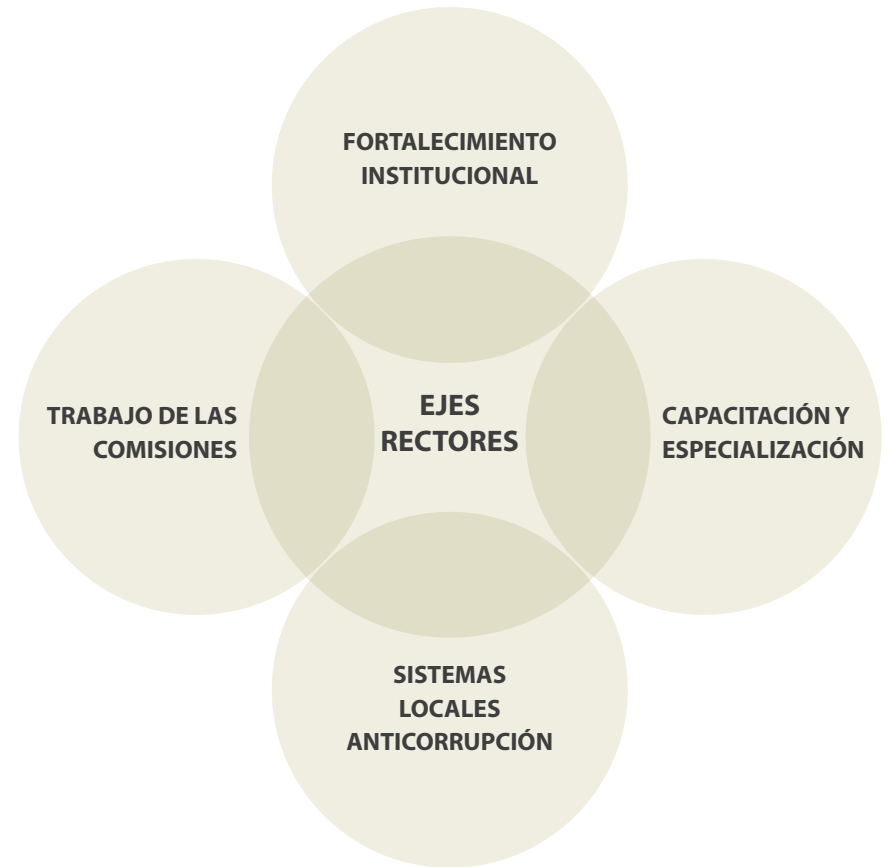 FORTALECIMIENTO
INSTITUCIONAL
TRABAJO DE LAS
COMISIONES
EJES
RECTORES
CAPACITACIÓN Y
ESPECIALIZACIÓN
SISTEMAS
LOCALES
ANTICORRUPCIÓN